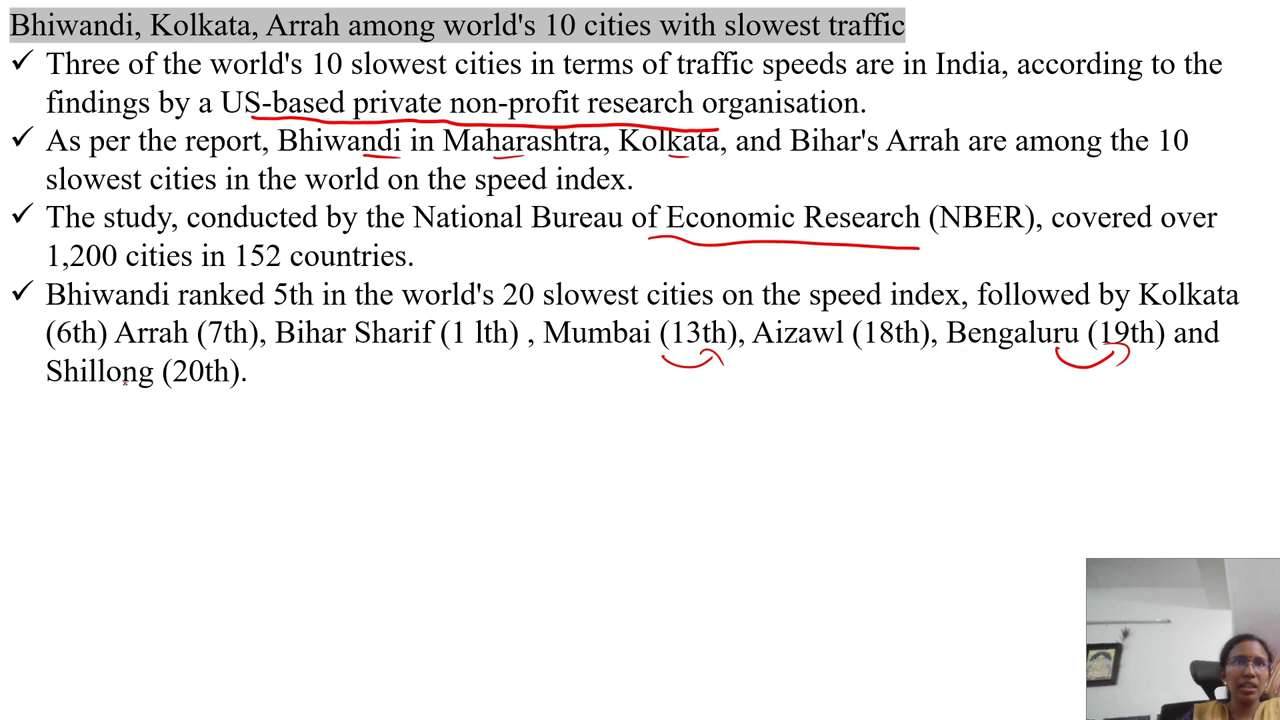 Bhiwandi, Kolkata, Arrah among world's 10 cities with slowest traffic
✓ Three of the world's 10 slowest cities in terms of traffic speeds are in India, according to the
findings by a US-based private non-profit research organisation.
✓ As per the report, Bhiwandi in Maharashtra, Kolkata, and Bihar's Arrah are among the 10
slowest cities in the world on the speed index.
✓ The study, conducted by the National Bureau of Economic Research (NBER), covered over
1,200 cities in 152 countries.
✓ Bhiwandi ranked 5th in the world's 20 slowest cities on the speed index, followed by Kolkata
(6th) Arrah (7th), Bihar Sharif (1 lth) , Mumbai (13th), Aizawl (18th), Bengaluru (19th) and
Shillong (20th).